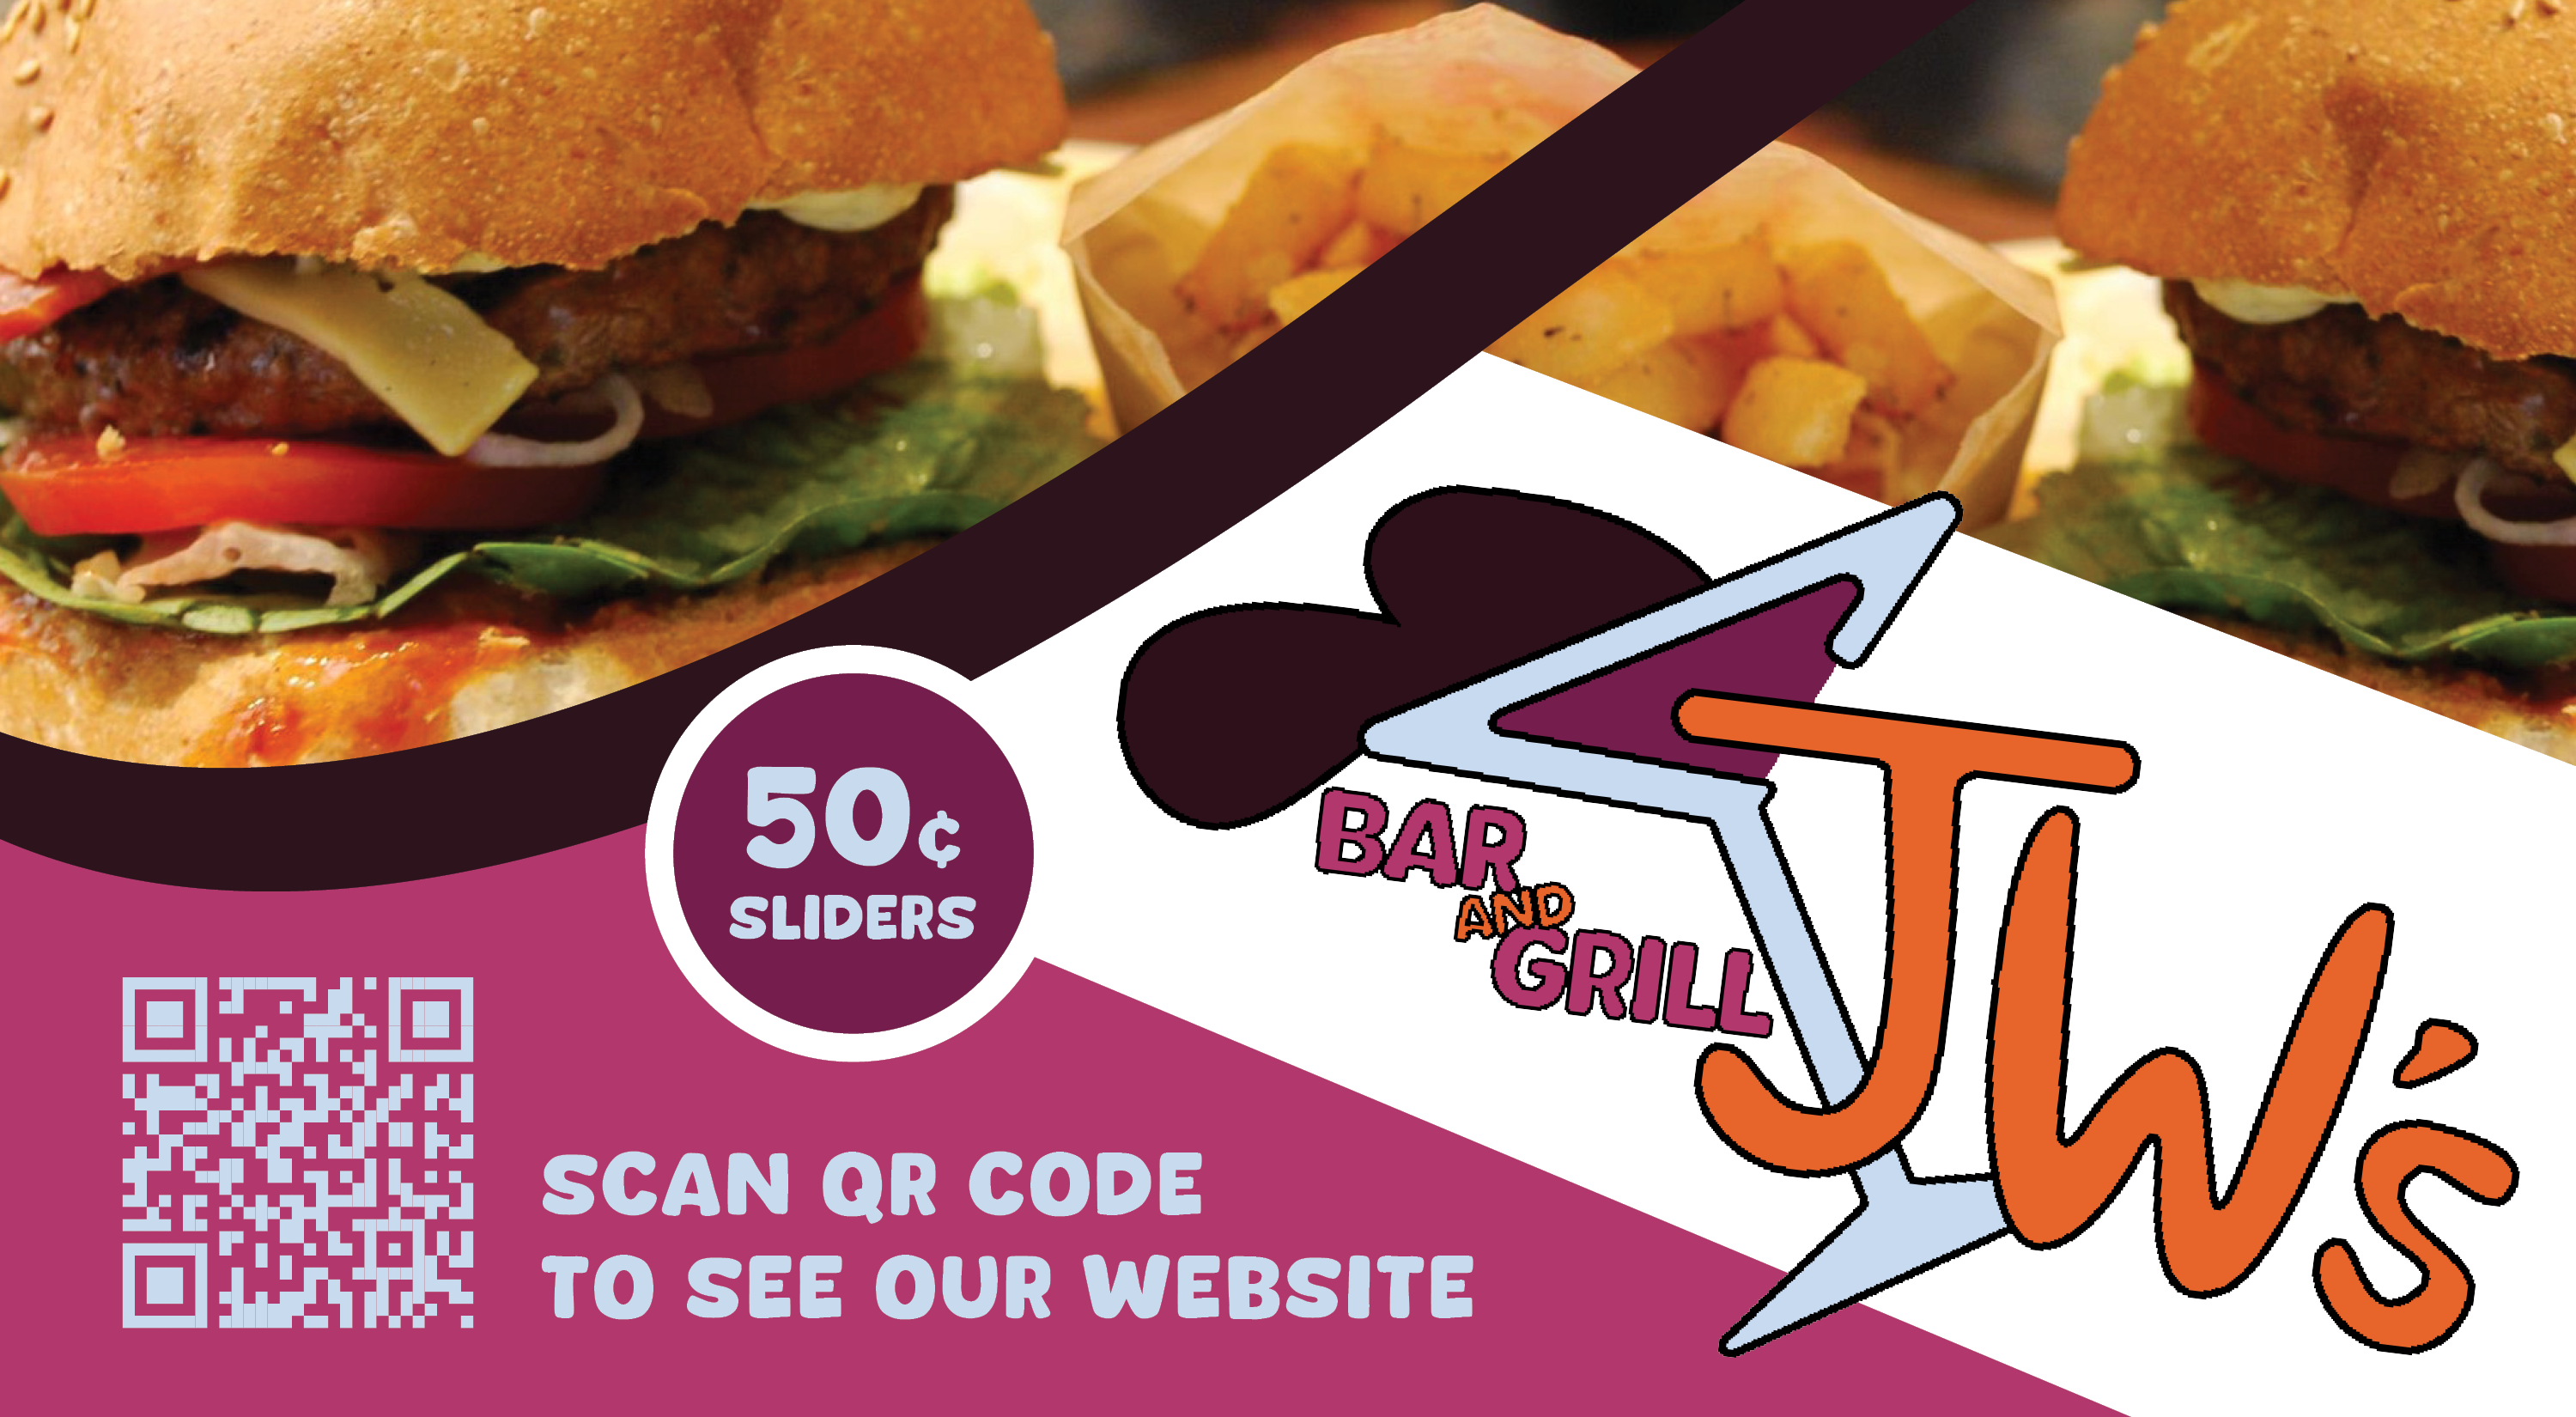 50¢
SLIDERS
BAR
AND
GRILL
JW's
SCAN QR CODE
TO SEE OUR WEBSITE